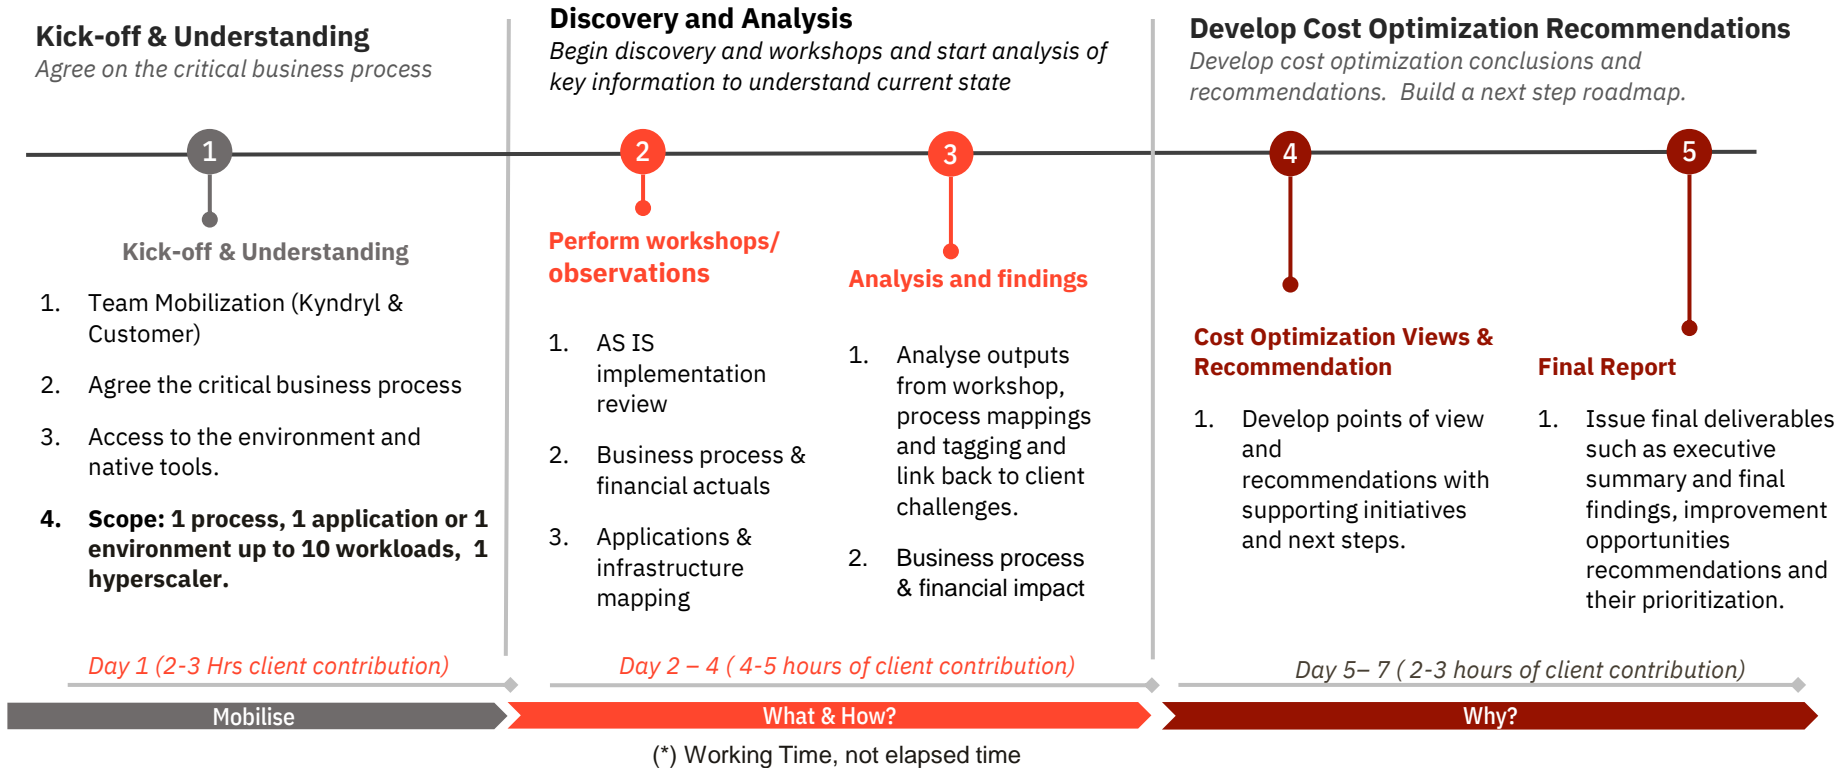 Kick-off & Understanding
Agree on the critical business process
Discovery and Analysis
Begin discovery and workshops and start analysis of
key information to understand current state
Develop Cost Optimization Recommendations
Develop cost optimization conclusions and
recommendations.  Build a next step roadmap.
1
2
3
4
5
Kick-off & Understanding
1. Team Mobilization (Kyndryl &
Customer)
2. Agree the critical business process
3. Access to the environment and
native tools.
4. Scope: 1 process, 1 application or 1
environment up to 10 workloads,  1
hyperscaler.
Perform workshops/
observations
1. AS IS
implementation
review
2. Business process &
financial actuals
3. Applications &
infrastructure
mapping
Analysis and findings
1. Analyse outputs
from workshop,
process mappings
and tagging and
link back to client
challenges.
2. Business process
& financial impact
Cost Optimization Views &
Recommendation
1. Develop points of view
and
recommendations with
supporting initiatives
and next steps.
Final Report
1. Issue final deliverables
such as executive
summary and final
findings, improvement
opportunities
recommendations and
their prioritization.
Day 1 (2-3 Hrs client contribution)
Day 2 – 4 ( 4-5 hours of client contribution)
Day 5– 7 ( 2-3 hours of client contribution)
Mobilise
What & How?
Why?
(*) Working Time, not elapsed time